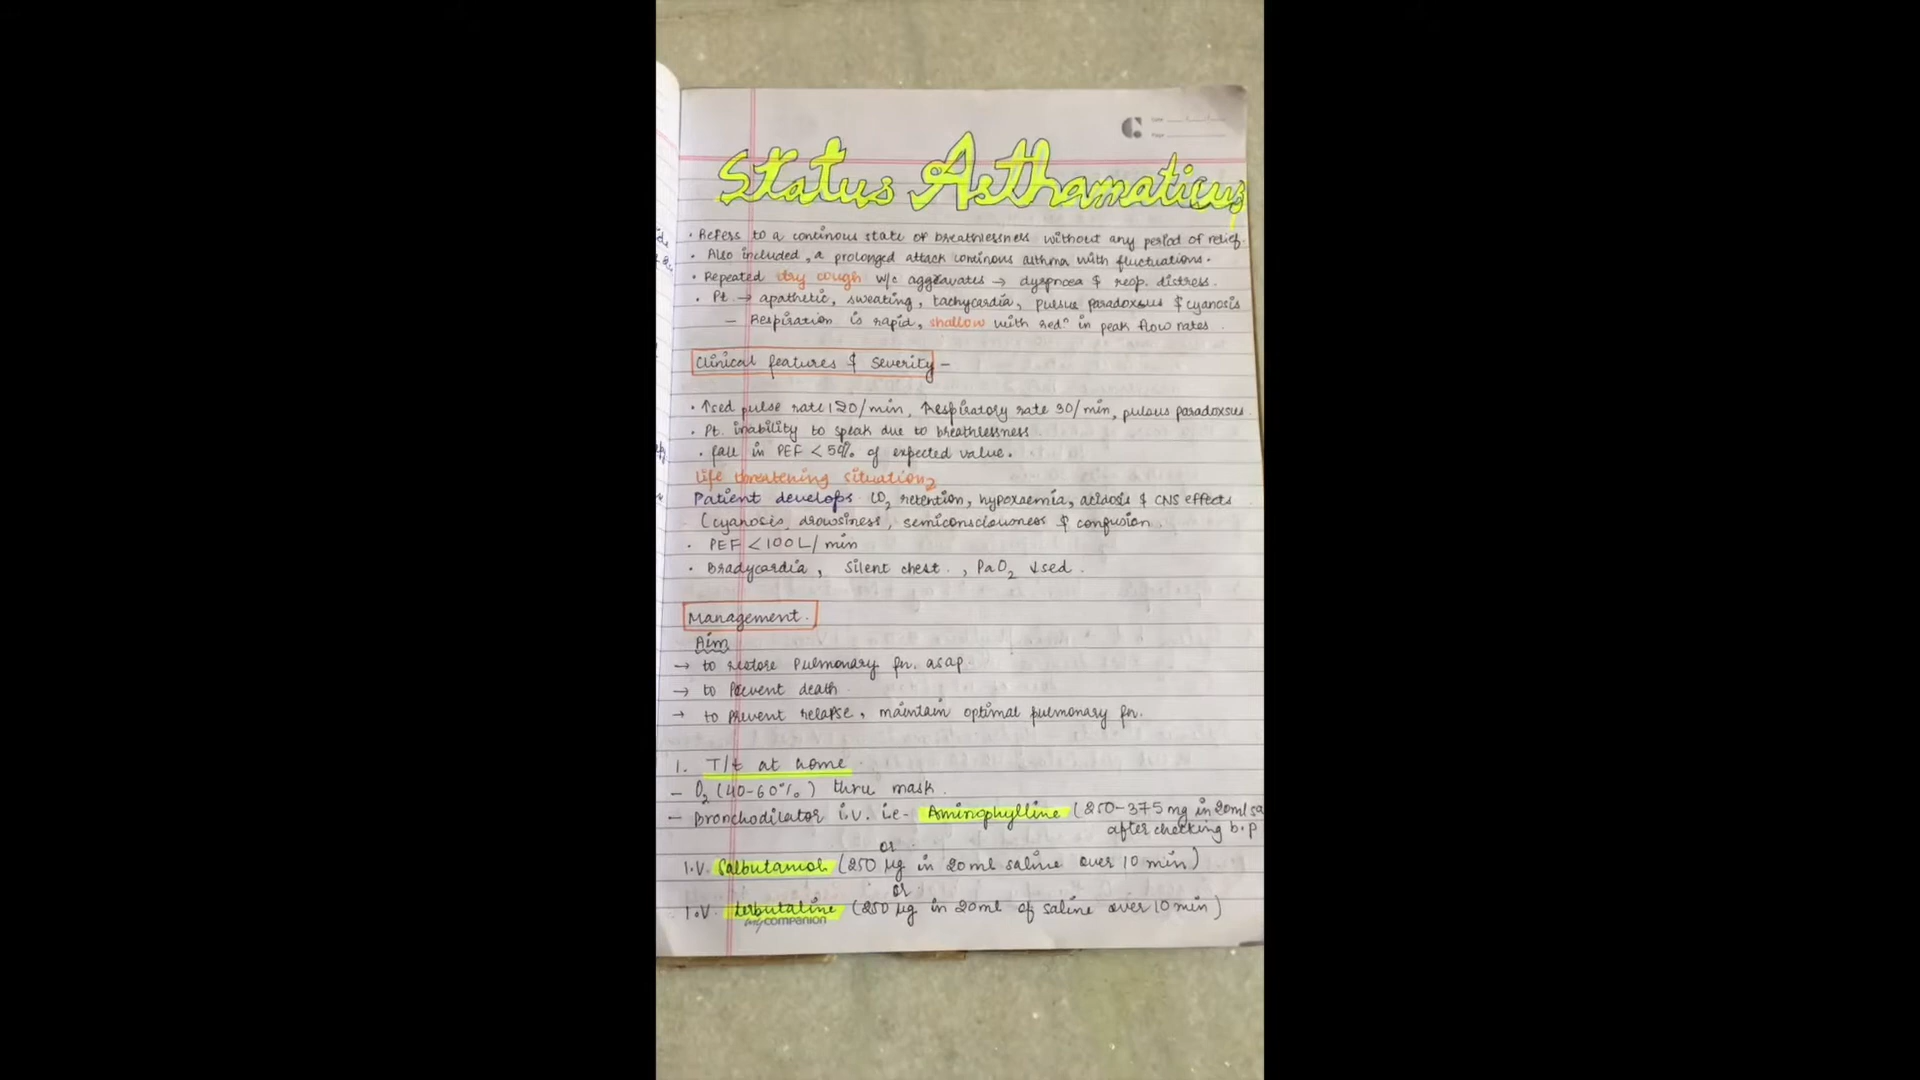 Status Asthamaticus
• Refers to a continous state of breathlessness without any period of relief.
• Also included, a prolonged attack continous asthma with fluctuations.
• Repeated dry cough w/c aggravates → dyspnoea & resp. distress.
• Pt. → apathetic, sweating, tachycardia, pulsus paradoxsus & cyanosis
– Respiration is rapid, shallow with redⁿ in peak flow rates.
Clinical features & severity –
• ↑sed pulse rate 120/min, ↑respiratory rate 30/min, pulsus paradoxsus.
• Pt. inability to speak due to breathlessness
• fall in PEF < 50% of expected value.
Life threatening situation
Patient develops CO₂ retention, hypoxaemia, acidosis & CNS effects
(cyanosis, drowsiness, semiconsciousness & confusion.
• PEF < 100 L/min
• Bradycardia, Silent chest., PaO₂ ↓sed.
Management.
Aim
→ to restore Pulmonary fn. asap.
→ to prevent death
→ to prevent relapse, maintain optimal pulmonary fn.
1. T/t at home
– O₂ (40-60%) thru mask.
– Bronchodilator i.v. i.e- Aminophylline (250-375 mg in 20ml sa
after checking b.p
or
I.V. Salbutamol (250 µg in 20 ml saline over 10 min)
or
I.V. terbutaline (250 µg in 20ml of saline over 10 min)
my companion